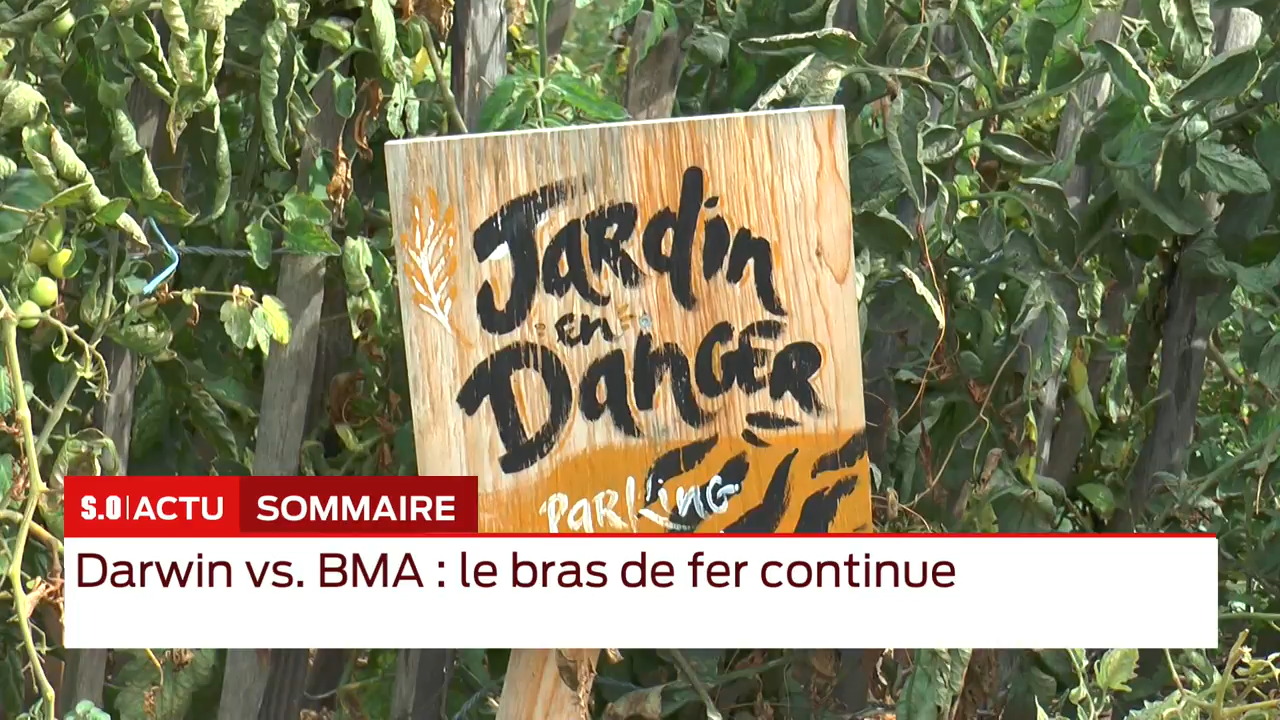 Jardin
en
Danger
Parking
S.O ACTU SOMMAIRE
Darwin vs. BMA : le bras de fer continue